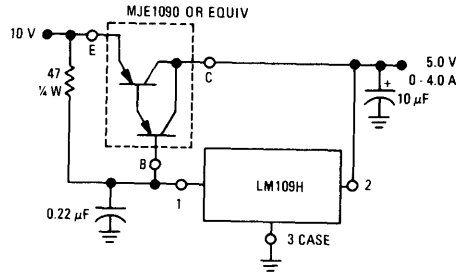 MJE1090 OR EQUIV
10 V
E
C
5.0 V
0-4.0 A
47
¼ W
+
10 µF
B
1
LM109H
2
0.22 µF
3 CASE